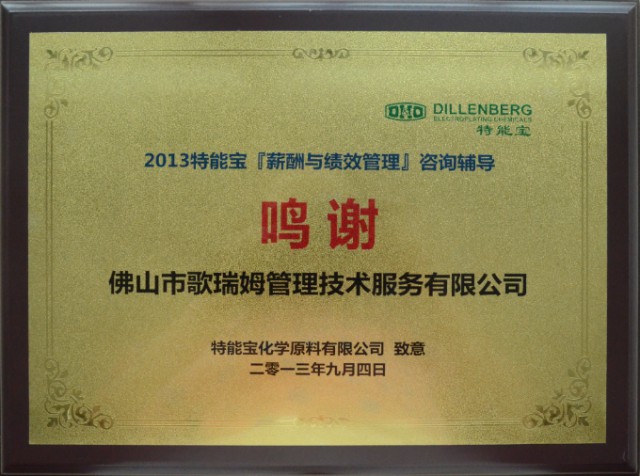 DMD DILLENBERG
ELECTROPLATING CHEMICALS
特能宝
2013特能宝『薪酬与绩效管理』咨询辅导
鸣谢
佛山市歌瑞姆管理技术服务有限公司
特能宝化学原料有限公司 致意
二零一三年九月四日